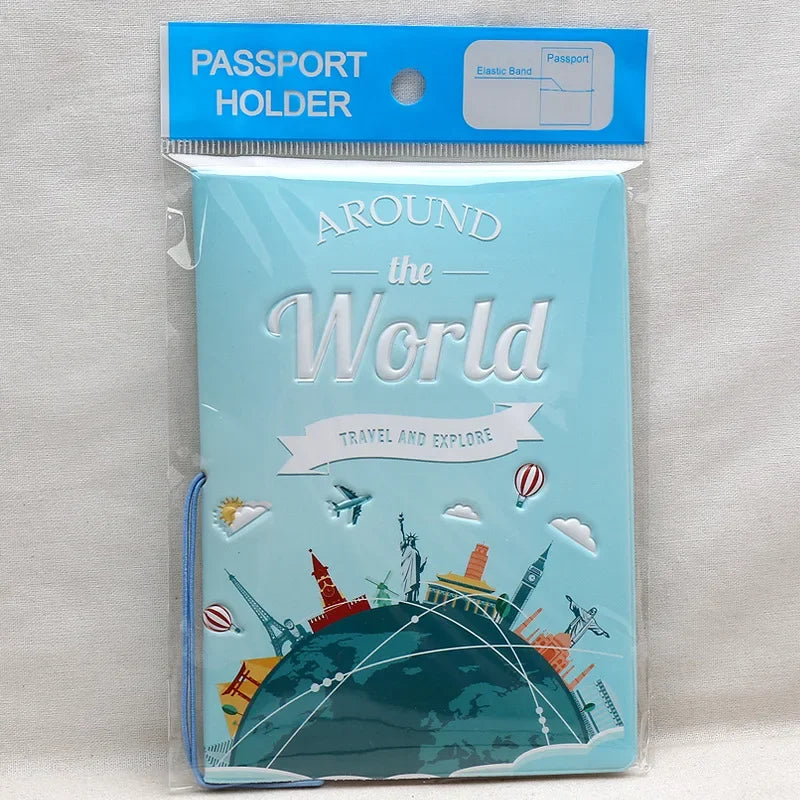 PASSPORT
HOLDER
Passport
Elastic Band
AROUND
the
World
TRAVEL AND EXPLORE